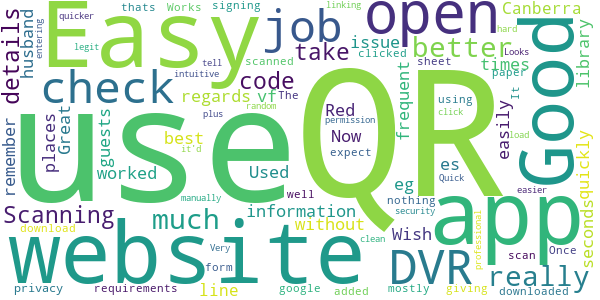 thats
Works
signing
linking
Canberra
quicker
legit
entering
husband
details
Easy
job
open
hard
Looks
intuitive
tell
scanned
issue
clicked
take
better
sheet
paper
times
library
check
code
regards
vf
The
random
plus
it'd
Red
permission
Now
expect
frequent
using
click
It
load
Good
remember
places
Great
guests
worked
best
Used
use
QR
es
eg
nothing
security
Quick
easily
easier
quickly
seconds
Scanning
much
information
without
well
manually
Wish
app
scan
Once
download
website
line
Very
form
clean
DVR
really
professional
privacy
requirements
google
added
mostly
giving
downloaded